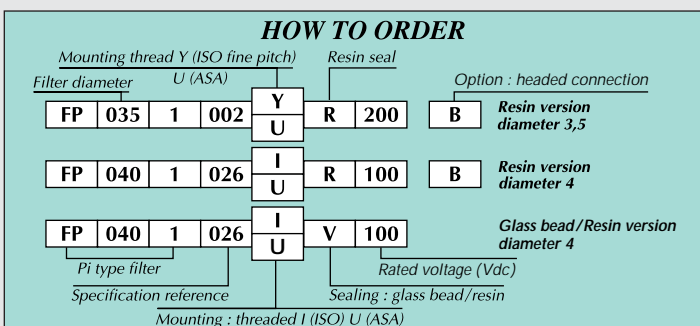 HOW TO ORDER
Mounting thread Y (ISO fine pitch)
U (ASA)
Resin seal
Filter diameter
Option : headed connection
FP 035 1 002 Y U R 200 B
Resin version
diameter 3,5
FP 040 1 026 I U R 100 B
Resin version
diameter 4
FP 040 1 026 I U V 100
Glass bead/Resin version
diameter 4
Pi type filter
Rated voltage (Vdc)
Specification reference
Sealing : glass bead/resin
Mounting : threaded I (ISO) U (ASA)